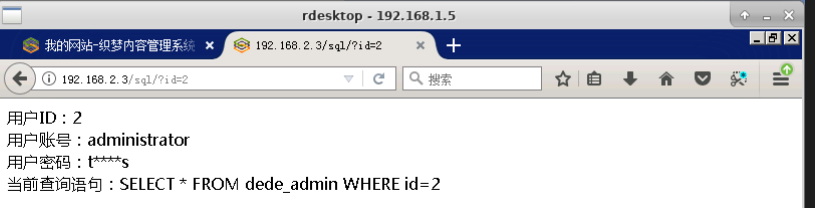 rdesktop - 192.168.1.5
我的网站-织梦内容管理系统
192.168.2.3/sql/?id=2
192.168.2.3/sql/?id=2
搜索
用户ID：2
用户账号：administrator
用户密码：t****s
当前查询语句：SELECT * FROM dede_admin WHERE id=2